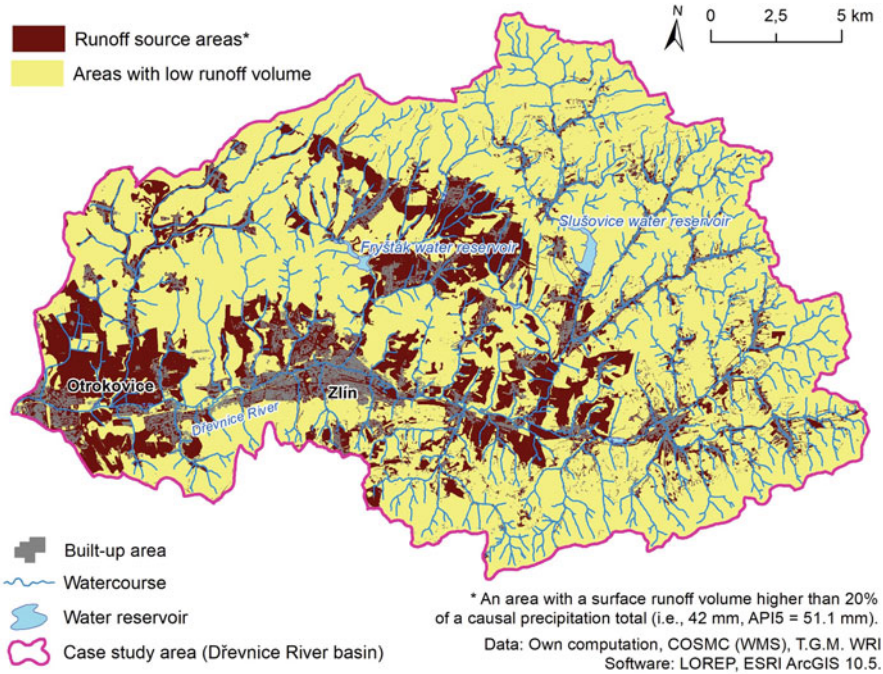 Runoff source areas*
Areas with low runoff volume
N
0 2,5 5 km
Slušovice water reservoir
Fryšták water reservoir
Otrokovice
Zlín
Dřevnice River
Built-up area
Watercourse
Water reservoir
Case study area (Dřevnice River basin)
* An area with a surface runoff volume higher than 20%
of a causal precipitation total (i.e., 42 mm, API5 = 51.1 mm).
Data: Own computation, COSMC (WMS), T.G.M. WRI
Software: LOREP, ESRI ArcGIS 10.5.